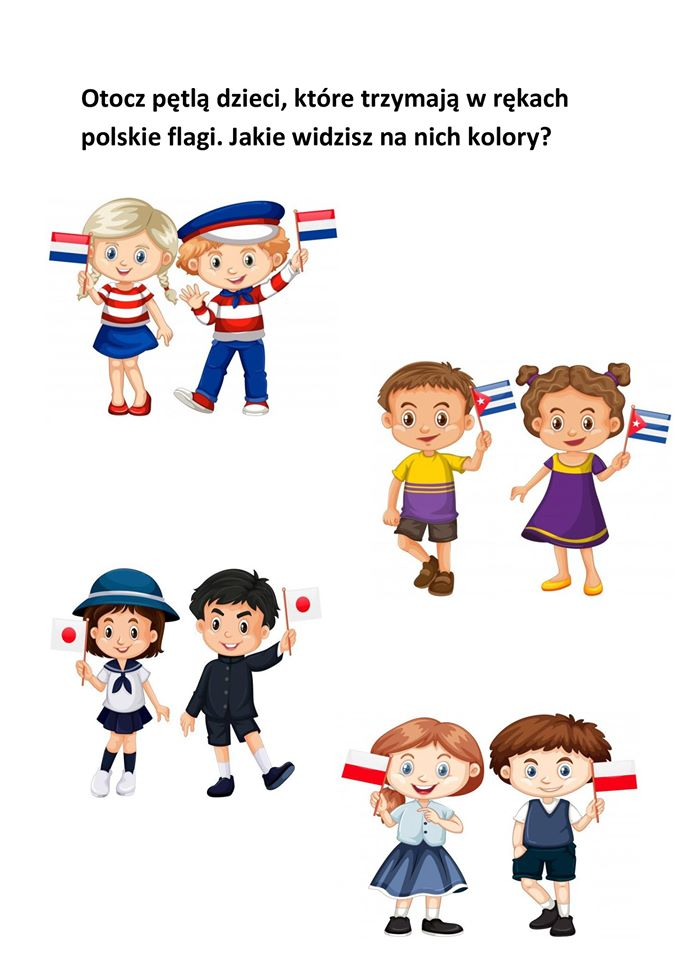 Otocz pętlą dzieci, które trzymają w rękach
polskie flagi. Jakie widzisz na nich kolory?